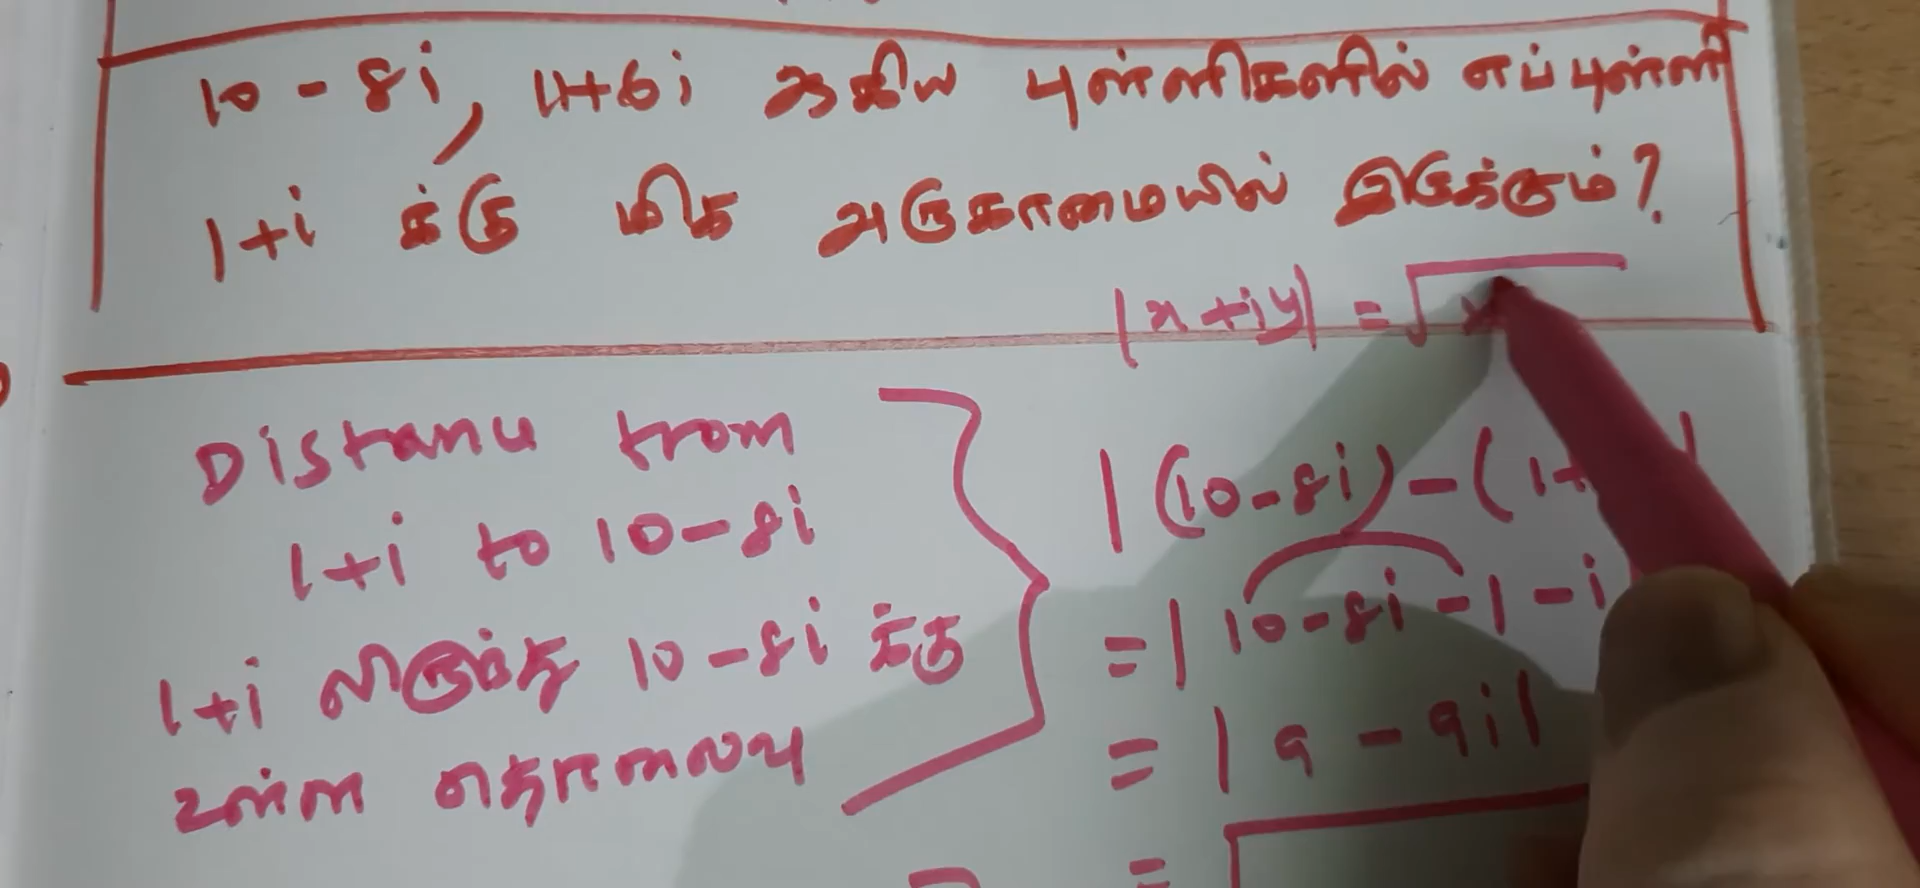 10 - 8i, 11+6i ஆகிய புள்ளிகளில் எப்புள்ளி
1+i க்கு மிக அருகாமையில் இருக்கும்?
|x+iy| = √
Distance from
1+i to 10-8i
1+i லிருந்து 10-8i க்கு
உள்ள தொலைவு
|(10-8i)-(1+
=|10-8i-1-i
=|9-9i|
=